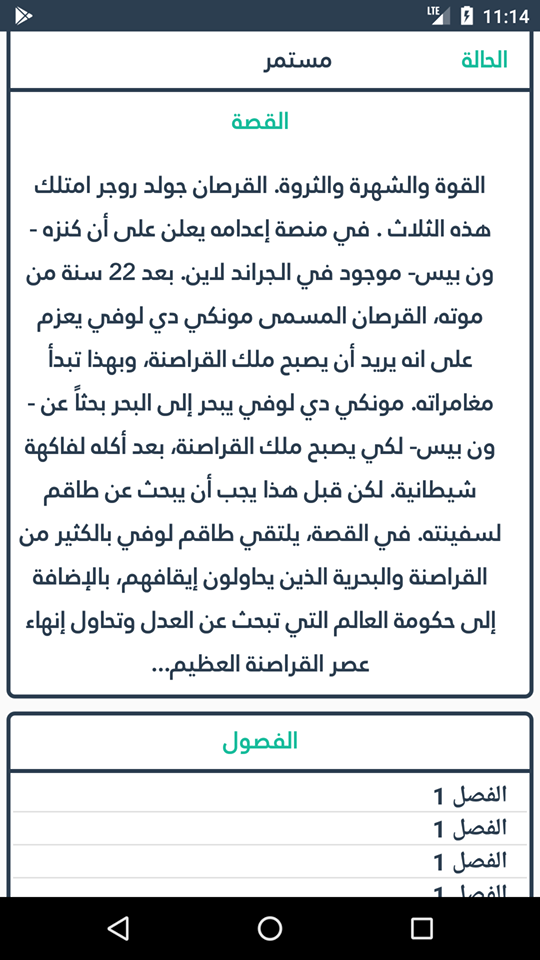 LTE 11:14
الحالة مستمر
القصة
القوة والشهرة والثروة. القرصان جولد روجر امتلك
هذه الثلاث . في منصة إعدامه يعلن على أن كنزه -
ون بيس- موجود في الجراند لاين. بعد 22 سنة من
موته، القرصان المسمى مونكي دي لوفي يعزم
على انه يريد أن يصبح ملك القراصنة، وبهذا تبدأ
مغامراته. مونكي دي لوفي يبحر إلى البحر بحثاً عن -
ون بيس- لكي يصبح ملك القراصنة، بعد أكله لفاكهة
شيطانية. لكن قبل هذا يجب أن يبحث عن طاقم
لسفينته. في القصة، يلتقي طاقم لوفي بالكثير من
القراصنة والبحرية الذين يحاولون إيقافهم، بالإضافة
إلى حكومة العالم التي تبحث عن العدل وتحاول إنهاء
عصر القراصنة العظيم...
الفصول
الفصل 1
الفصل 1
الفصل 1
الفصل 1